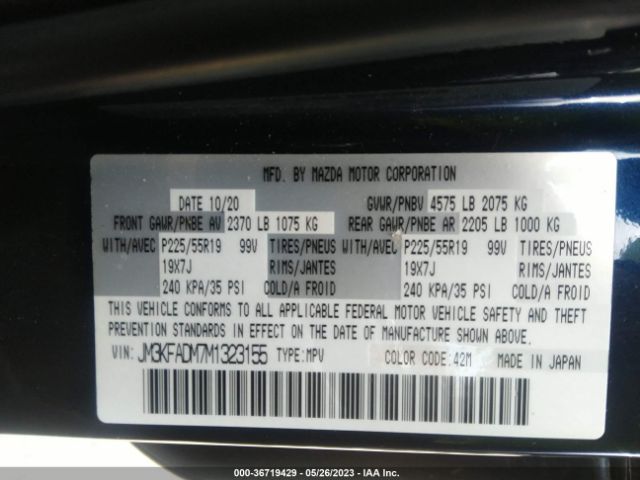 MFD. BY MAZDA MOTOR CORPORATION
DATE 10/20 GVWR/PNBV 4575 LB 2075 KG
FRONT GAWR/PNBE AV 2370 LB 1075 KG REAR GAWR/PNBE AR 2205 LB 1000 KG
WITH/AVEC P225/55R19 99V TIRES/PNEUS WITH/AVEC P225/55R19 99V TIRES/PNEUS
19X7J RIMS/JANTES 19X7J RIMS/JANTES
240 KPA/35 PSI COLD/A FROID 240 KPA/35 PSI COLD/A FROID
THIS VEHICLE CONFORMS TO ALL APPLICABLE FEDERAL MOTOR VEHICLE SAFETY AND THEFT
PREVENTION STANDARDS IN EFFECT ON THE DATE OF MANUFACTURE SHOWN ABOVE.
VIN: JM3KFADM7M1323155 TYPE:MPV COLOR CODE:42M MADE IN JAPAN
000-36719429 - 05/26/2023 - IAA Inc.